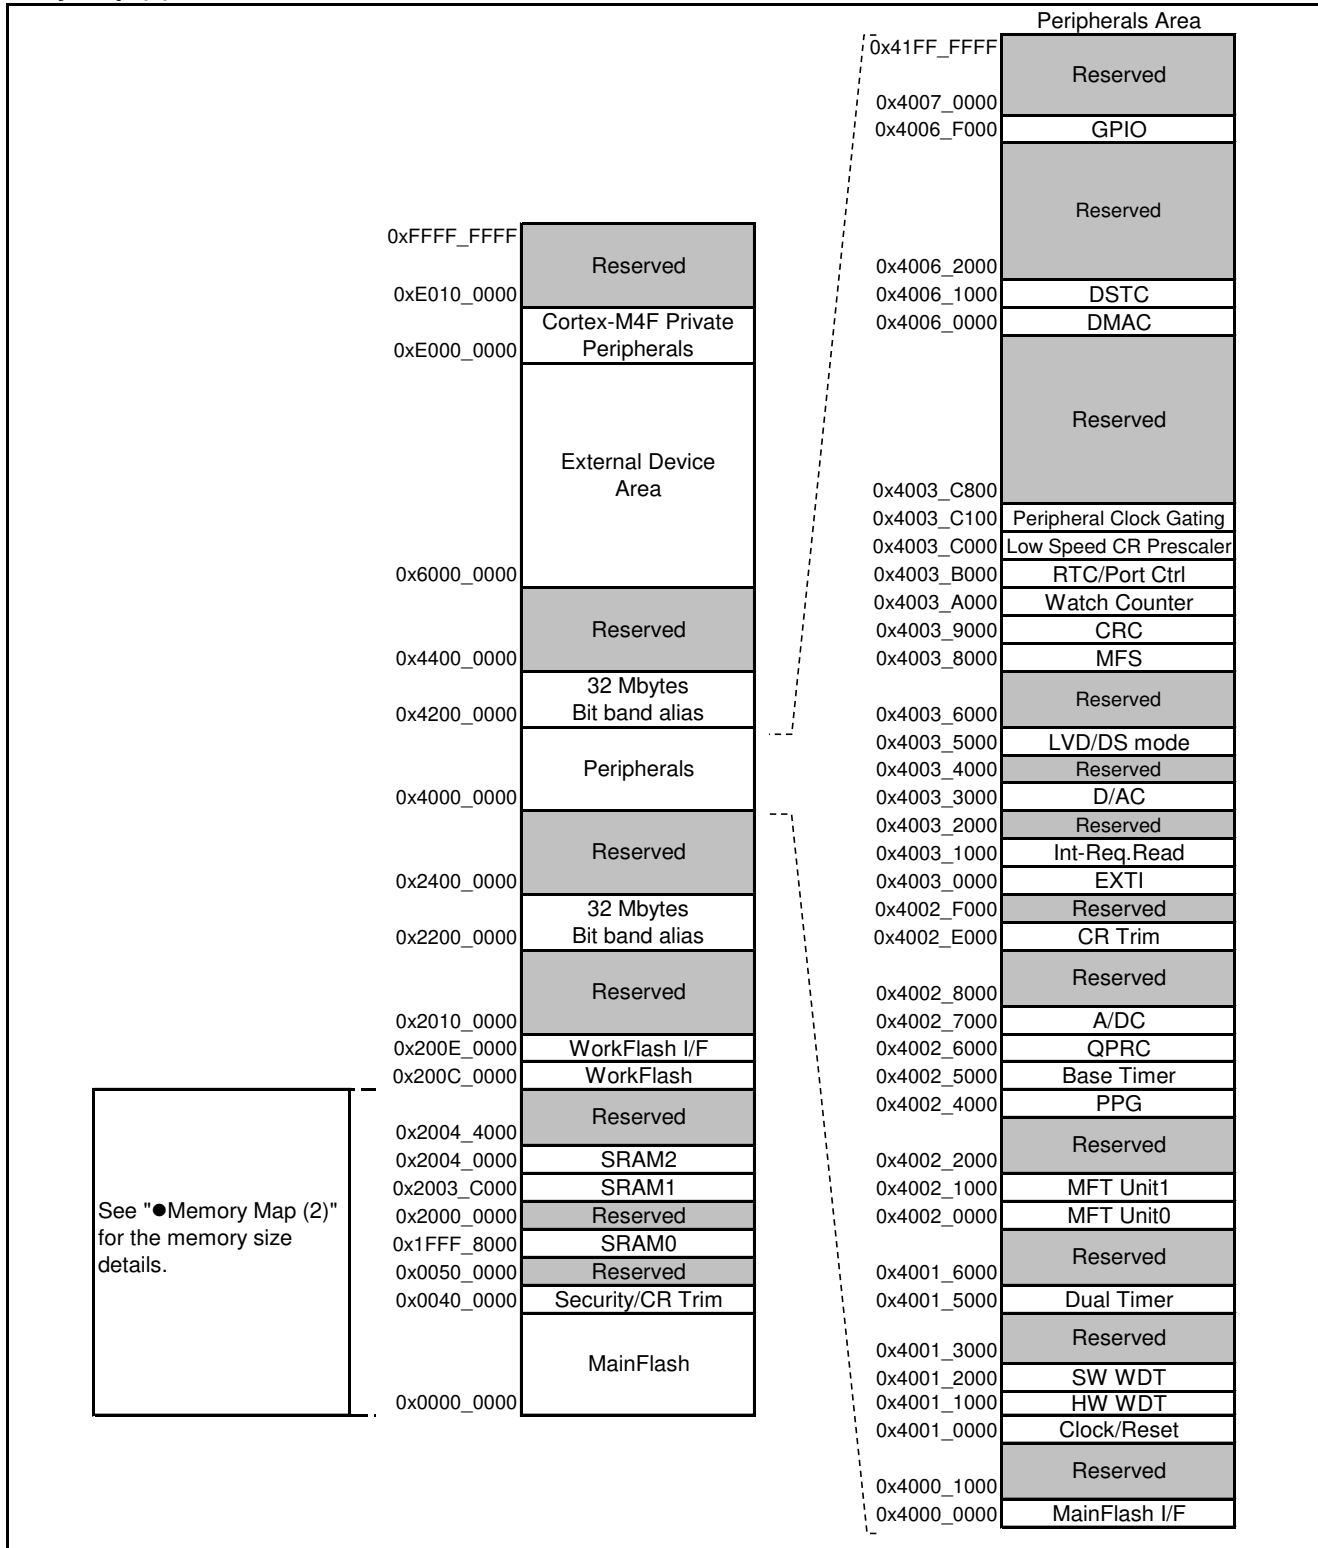 Peripherals Area
0x41FF_FFFF
Reserved
0x4007_0000
0x4006_F000 GPIO
Reserved
0x4006_2000
0x4006_1000 DSTC
0x4006_0000 DMAC
Reserved
0x4003_C800
0x4003_C100 Peripheral Clock Gating
0x4003_C000 Low Speed CR Prescaler
0x4003_B000 RTC/Port Ctrl
0x4003_A000 Watch Counter
0x4003_9000 CRC
0x4003_8000 MFS
Reserved
0x4003_6000
0x4003_5000 LVD/DS mode
0x4003_4000 Reserved
0x4003_3000 D/AC
0x4003_2000 Reserved
0x4003_1000 Int-Req.Read
0x4003_0000 EXTI
0x4002_F000 Reserved
0x4002_E000 CR Trim
Reserved
0x4002_8000
0x4002_7000 A/DC
0x4002_6000 QPRC
0x4002_5000 Base Timer
0x4002_4000 PPG
Reserved
0x4002_2000
0x4002_1000 MFT Unit1
0x4002_0000 MFT Unit0
Reserved
0x4001_6000
0x4001_5000 Dual Timer
Reserved
0x4001_3000
0x4001_2000 SW WDT
0x4001_1000 HW WDT
0x4001_0000 Clock/Reset
Reserved
0x4000_1000
0x4000_0000 MainFlash I/F
0xFFFF_FFFF
Reserved
0xE010_0000
Cortex-M4F Private
0xE000_0000 Peripherals
External Device
Area
0x6000_0000
Reserved
0x4400_0000
32 Mbytes
0x4200_0000 Bit band alias
Peripherals
0x4000_0000
Reserved
0x2400_0000
32 Mbytes
0x2200_0000 Bit band alias
Reserved
0x2010_0000
0x200E_0000 WorkFlash I/F
0x200C_0000 WorkFlash
Reserved
0x2004_4000
0x2004_0000 SRAM2
0x2003_C000 SRAM1
0x2000_0000 Reserved
0x1FFF_8000 SRAM0
0x0050_0000 Reserved
0x0040_0000 Security/CR Trim
MainFlash
0x0000_0000
See "●Memory Map (2)"
for the memory size
details.